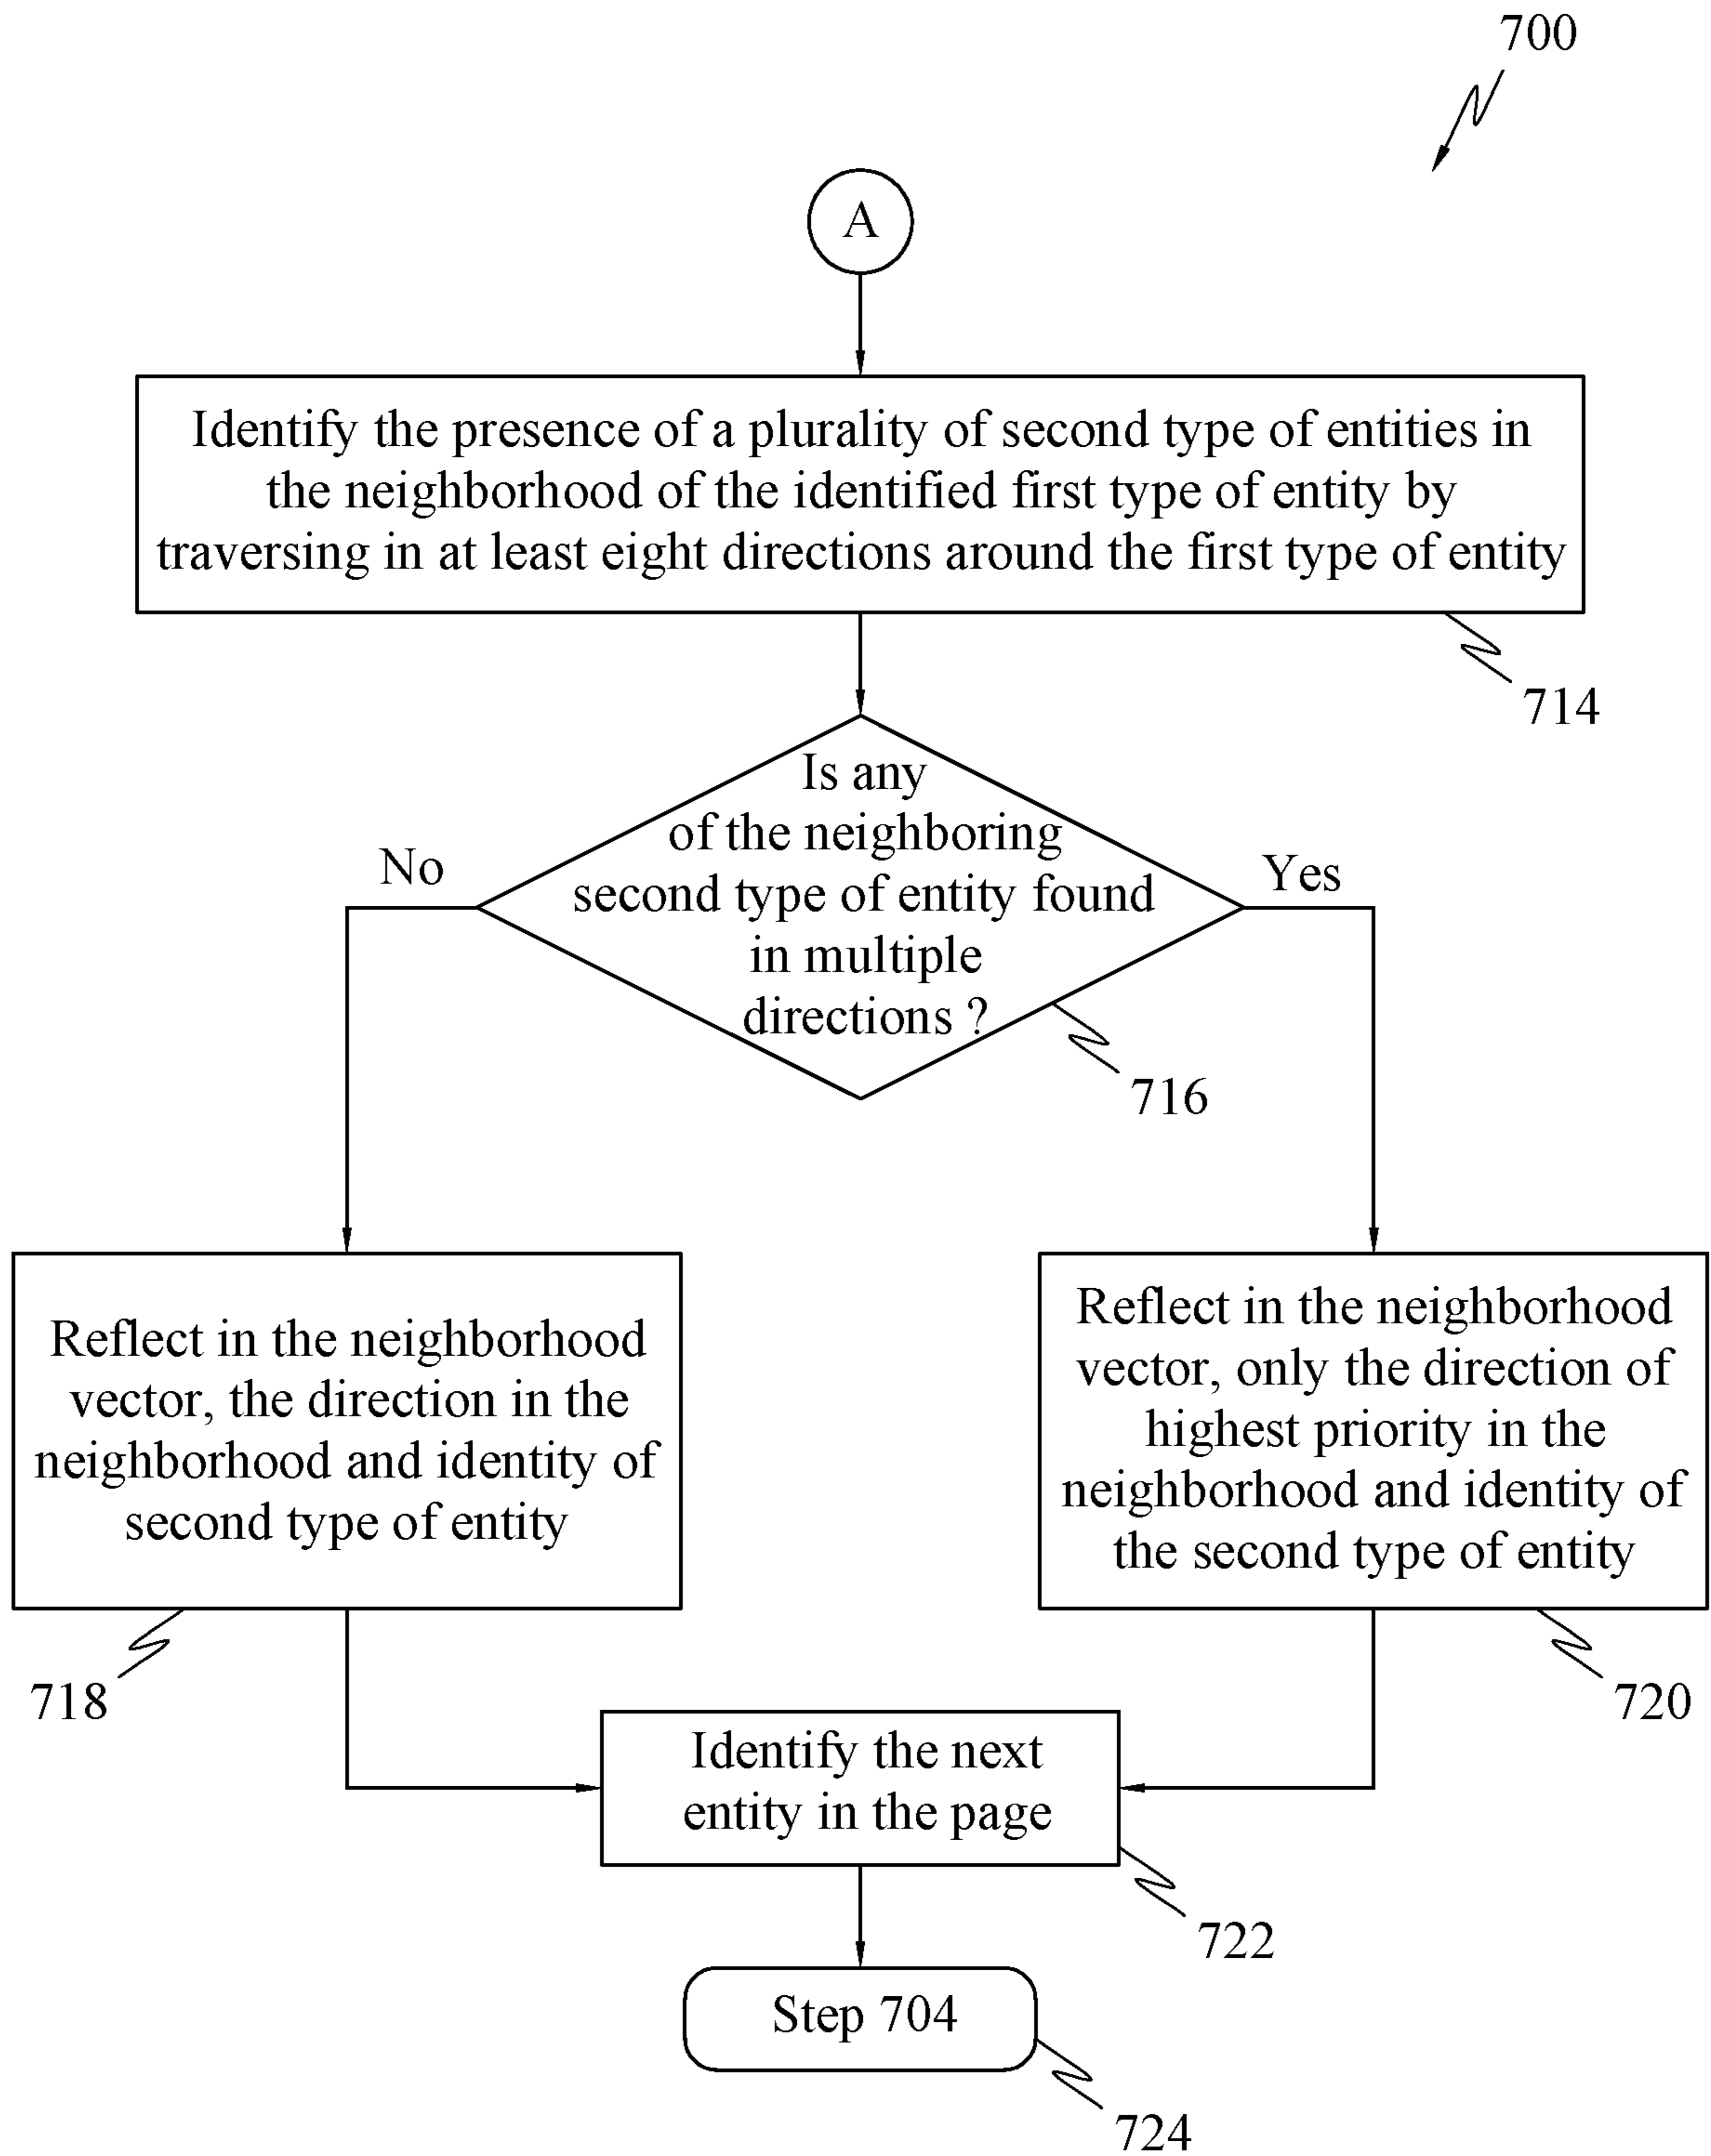 700
A
Identify the presence of a plurality of second type of entities in
the neighborhood of the identified first type of entity by
traversing in at least eight directions around the first type of entity
714
Is any
of the neighboring
second type of entity found
in multiple
directions ?
716
No
Yes
Reflect in the neighborhood
vector, the direction in the
neighborhood and identity of
second type of entity
718
Reflect in the neighborhood
vector, only the direction of
highest priority in the
neighborhood and identity of
the second type of entity
720
Identify the next
entity in the page
722
Step 704
724